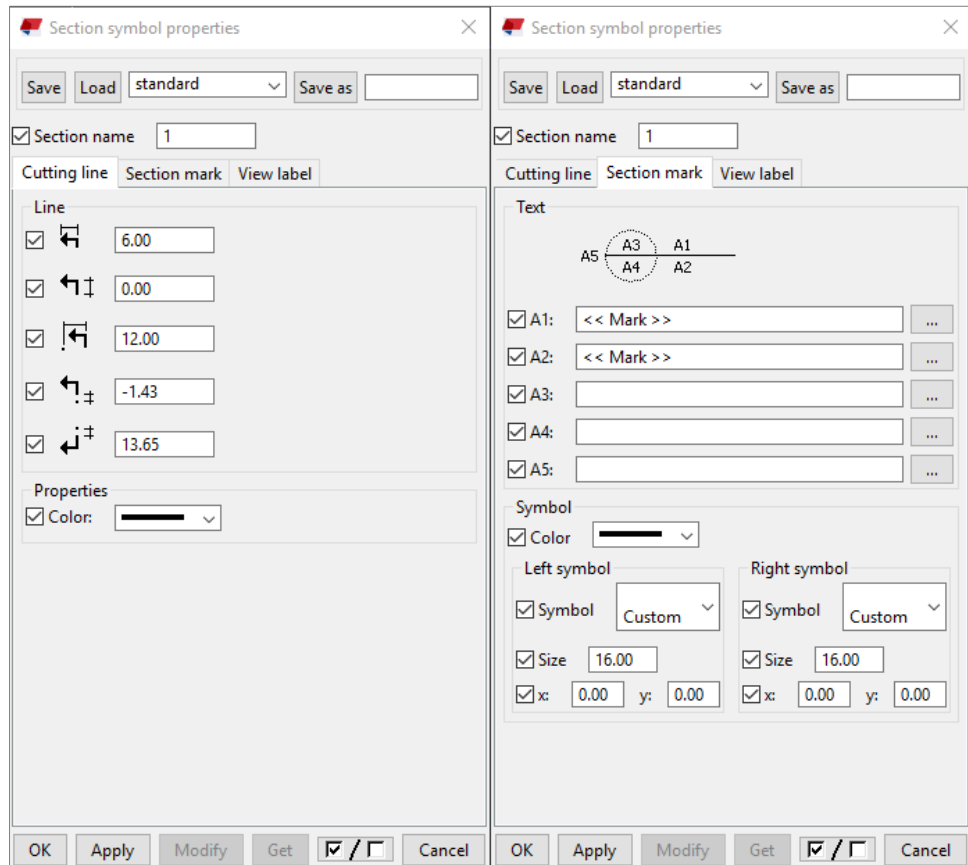 Section symbol properties
Save Load standard Save as
Section name 1
Cutting line Section mark View label
Line
6.00
0.00
12.00
-1.43
13.65
Properties
Color:
OK Apply Modify Get / Cancel
Section symbol properties
Save Load standard Save as
Section name 1
Cutting line Section mark View label
Text
A5 A3 A1
A4 A2
A1: << Mark >> ...
A2: << Mark >> ...
A3: ...
A4: ...
A5: ...
Symbol
Color
Left symbol Right symbol
Symbol Custom Symbol Custom
Size 16.00 Size 16.00
x: 0.00 y: 0.00 x: 0.00 y: 0.00
OK Apply Modify Get / Cancel